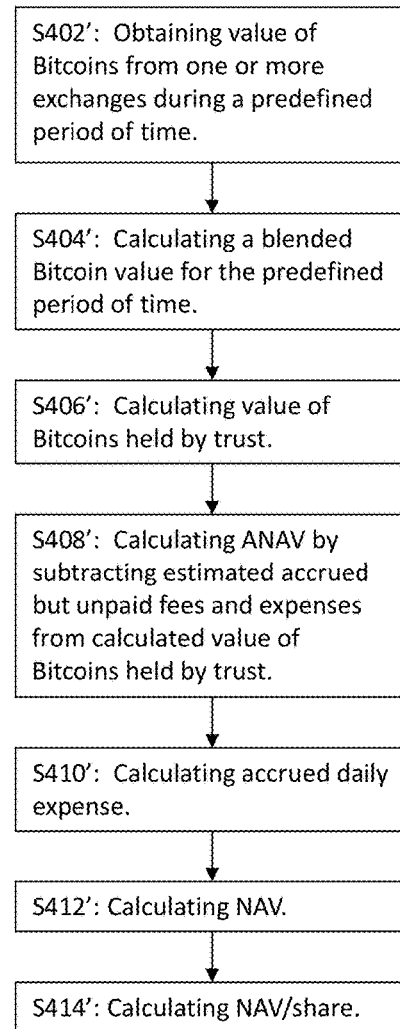 S402′: Obtaining value of
Bitcoins from one or more
exchanges during a predefined
period of time.
S404′: Calculating a blended
Bitcoin value for the predefined
period of time.
S406′: Calculating value of
Bitcoins held by trust.
S408′: Calculating ANAV by
subtracting estimated accrued
but unpaid fees and expenses
from calculated value of
Bitcoins held by trust.
S410′: Calculating accrued daily
expense.
S412′: Calculating NAV.
S414′: Calculating NAV/share.